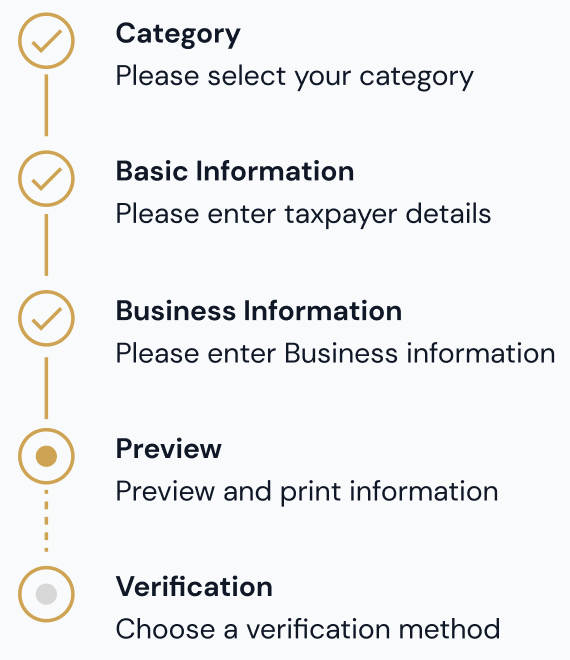 Category
Please select your category
Basic Information
Please enter taxpayer details
Business Information
Please enter Business information
Preview
Preview and print information
Verification
Choose a verification method